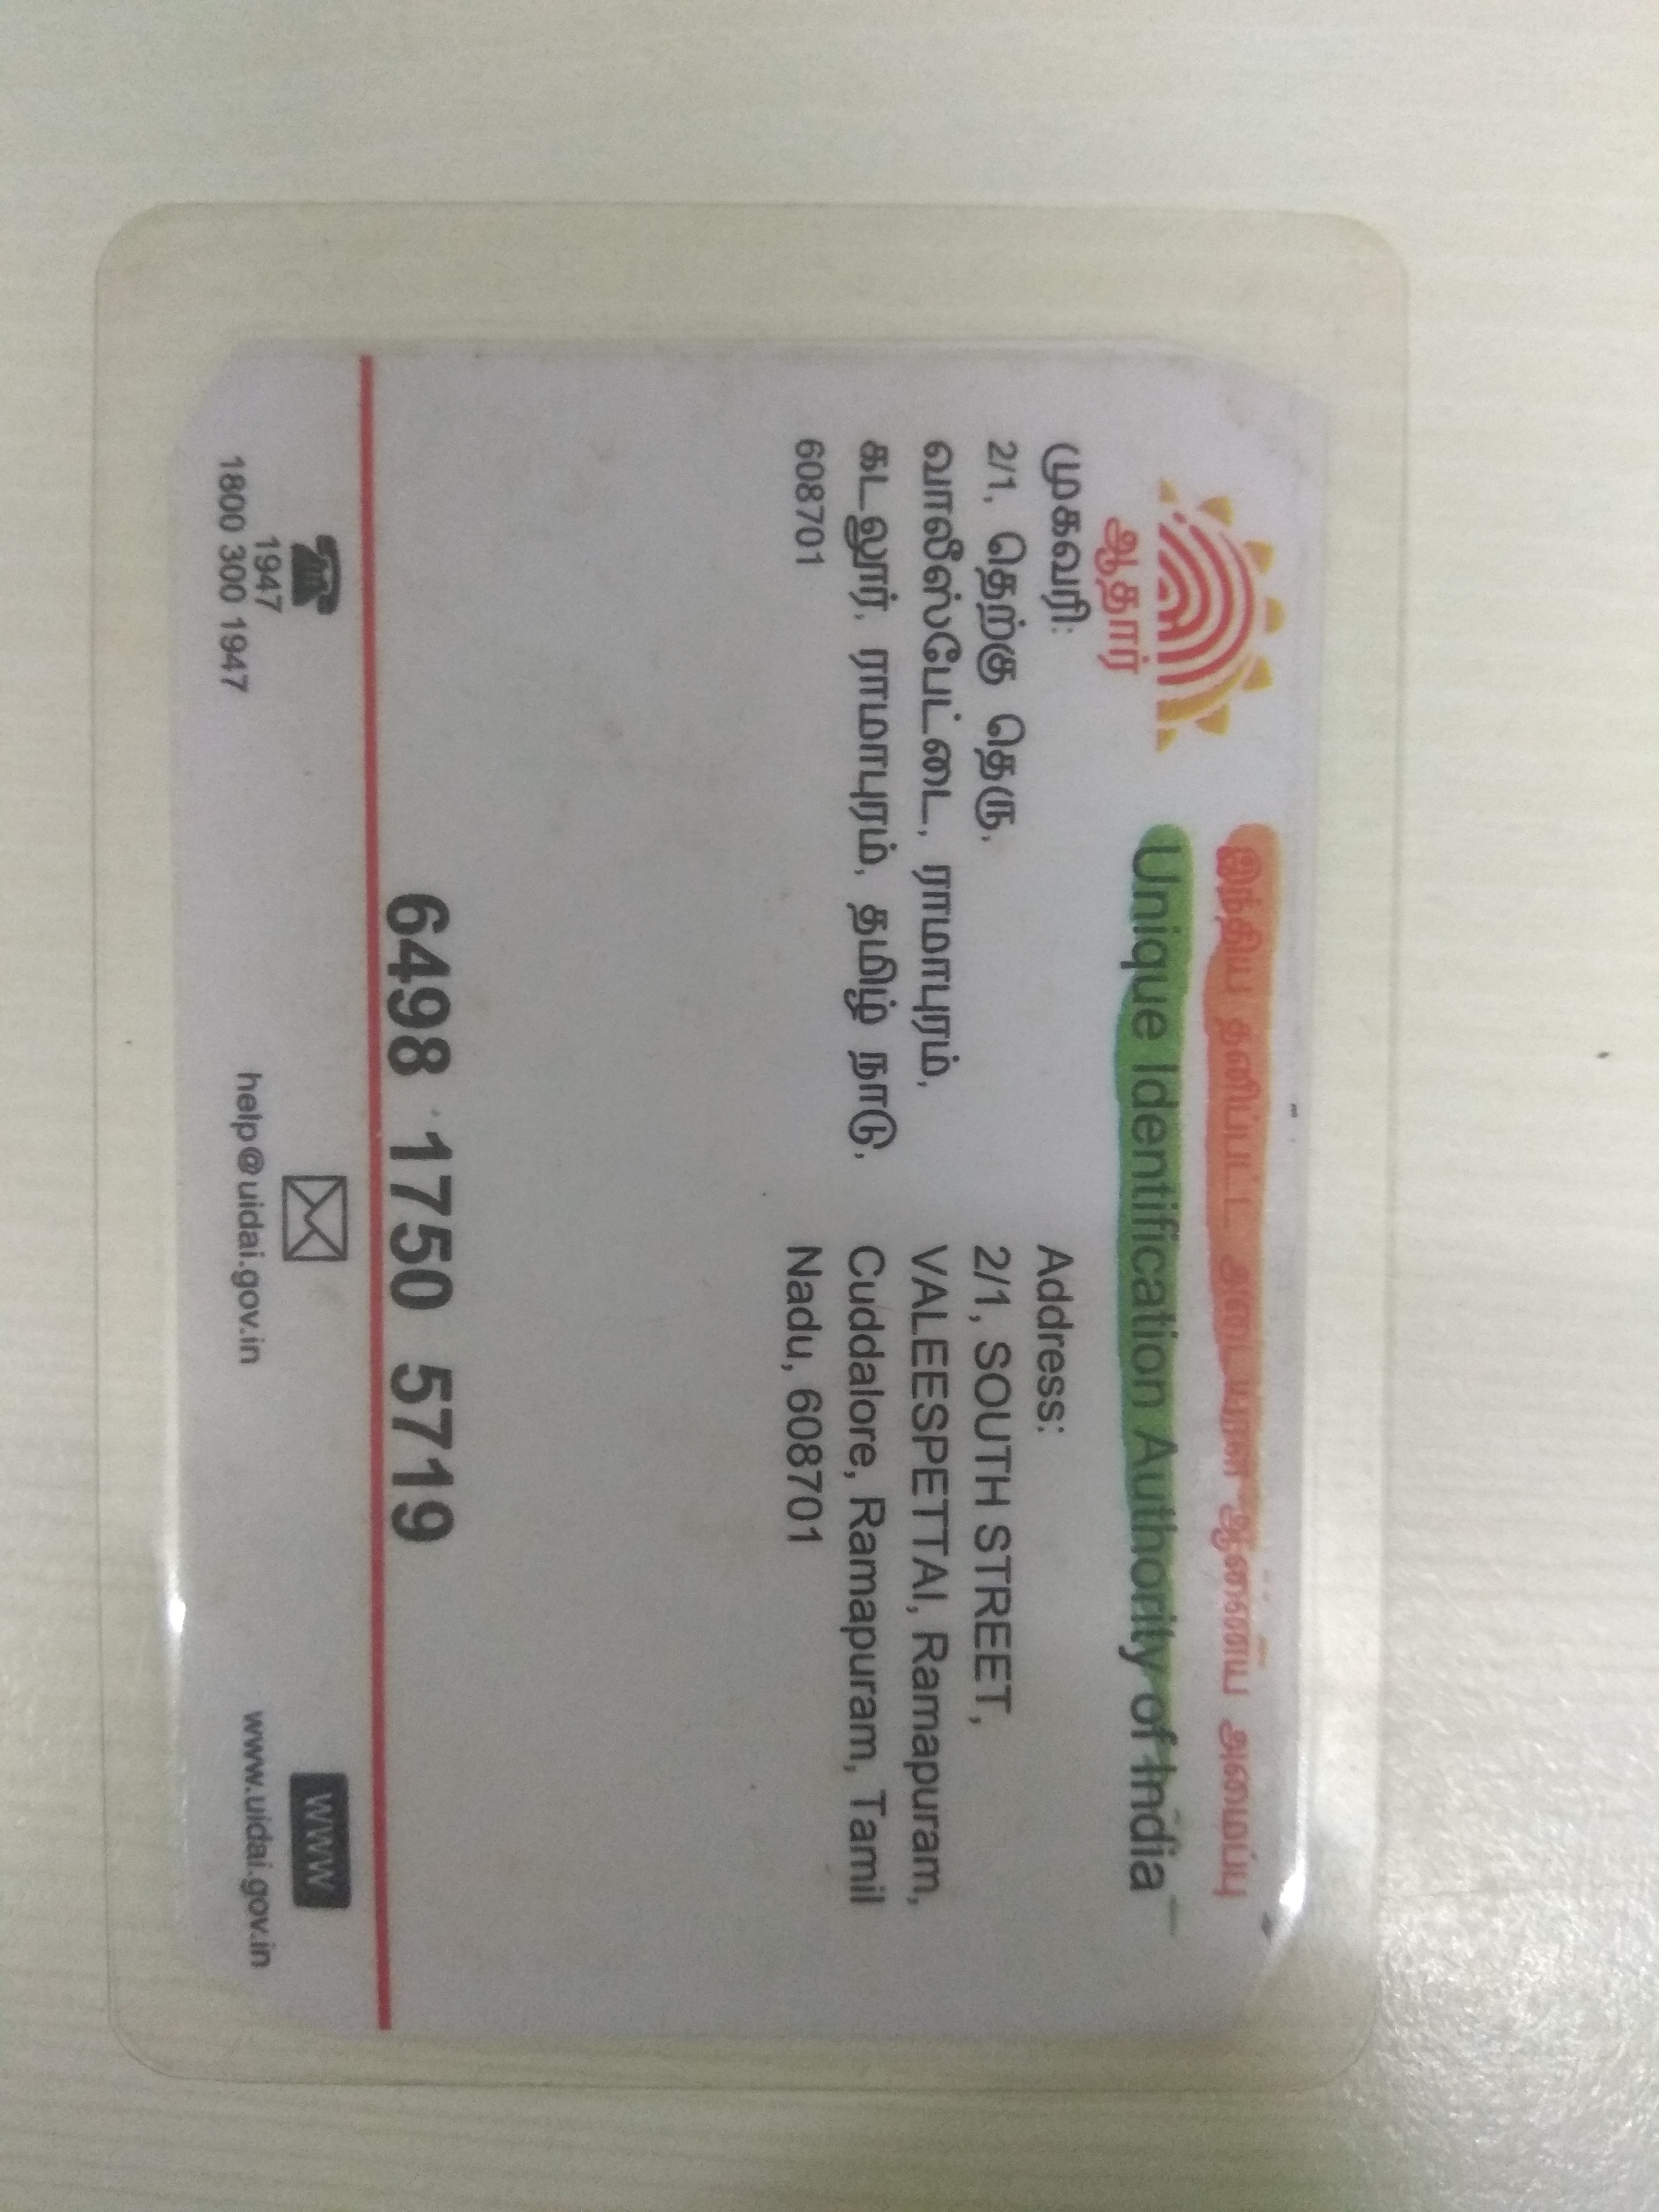 இந்திய தனிப்பட்ட அடையாள ஆணைய அமைப்பு
Unique Identification Authority of India
ஆதார்
முகவரி:
2/1, தெற்கு தெரு,
வாலீஸ்பேட்டை, ராமாபுரம்,
கடலூர், ராமாபுரம், தமிழ் நாடு,
608701
Address:
2/1, SOUTH STREET,
VALEESPETTAI, Ramapuram,
Cuddalore, Ramapuram, Tamil
Nadu, 608701
6498 1750 5719
1947
1800 300 1947
help@uidai.gov.in
WWW
www.uidai.gov.in